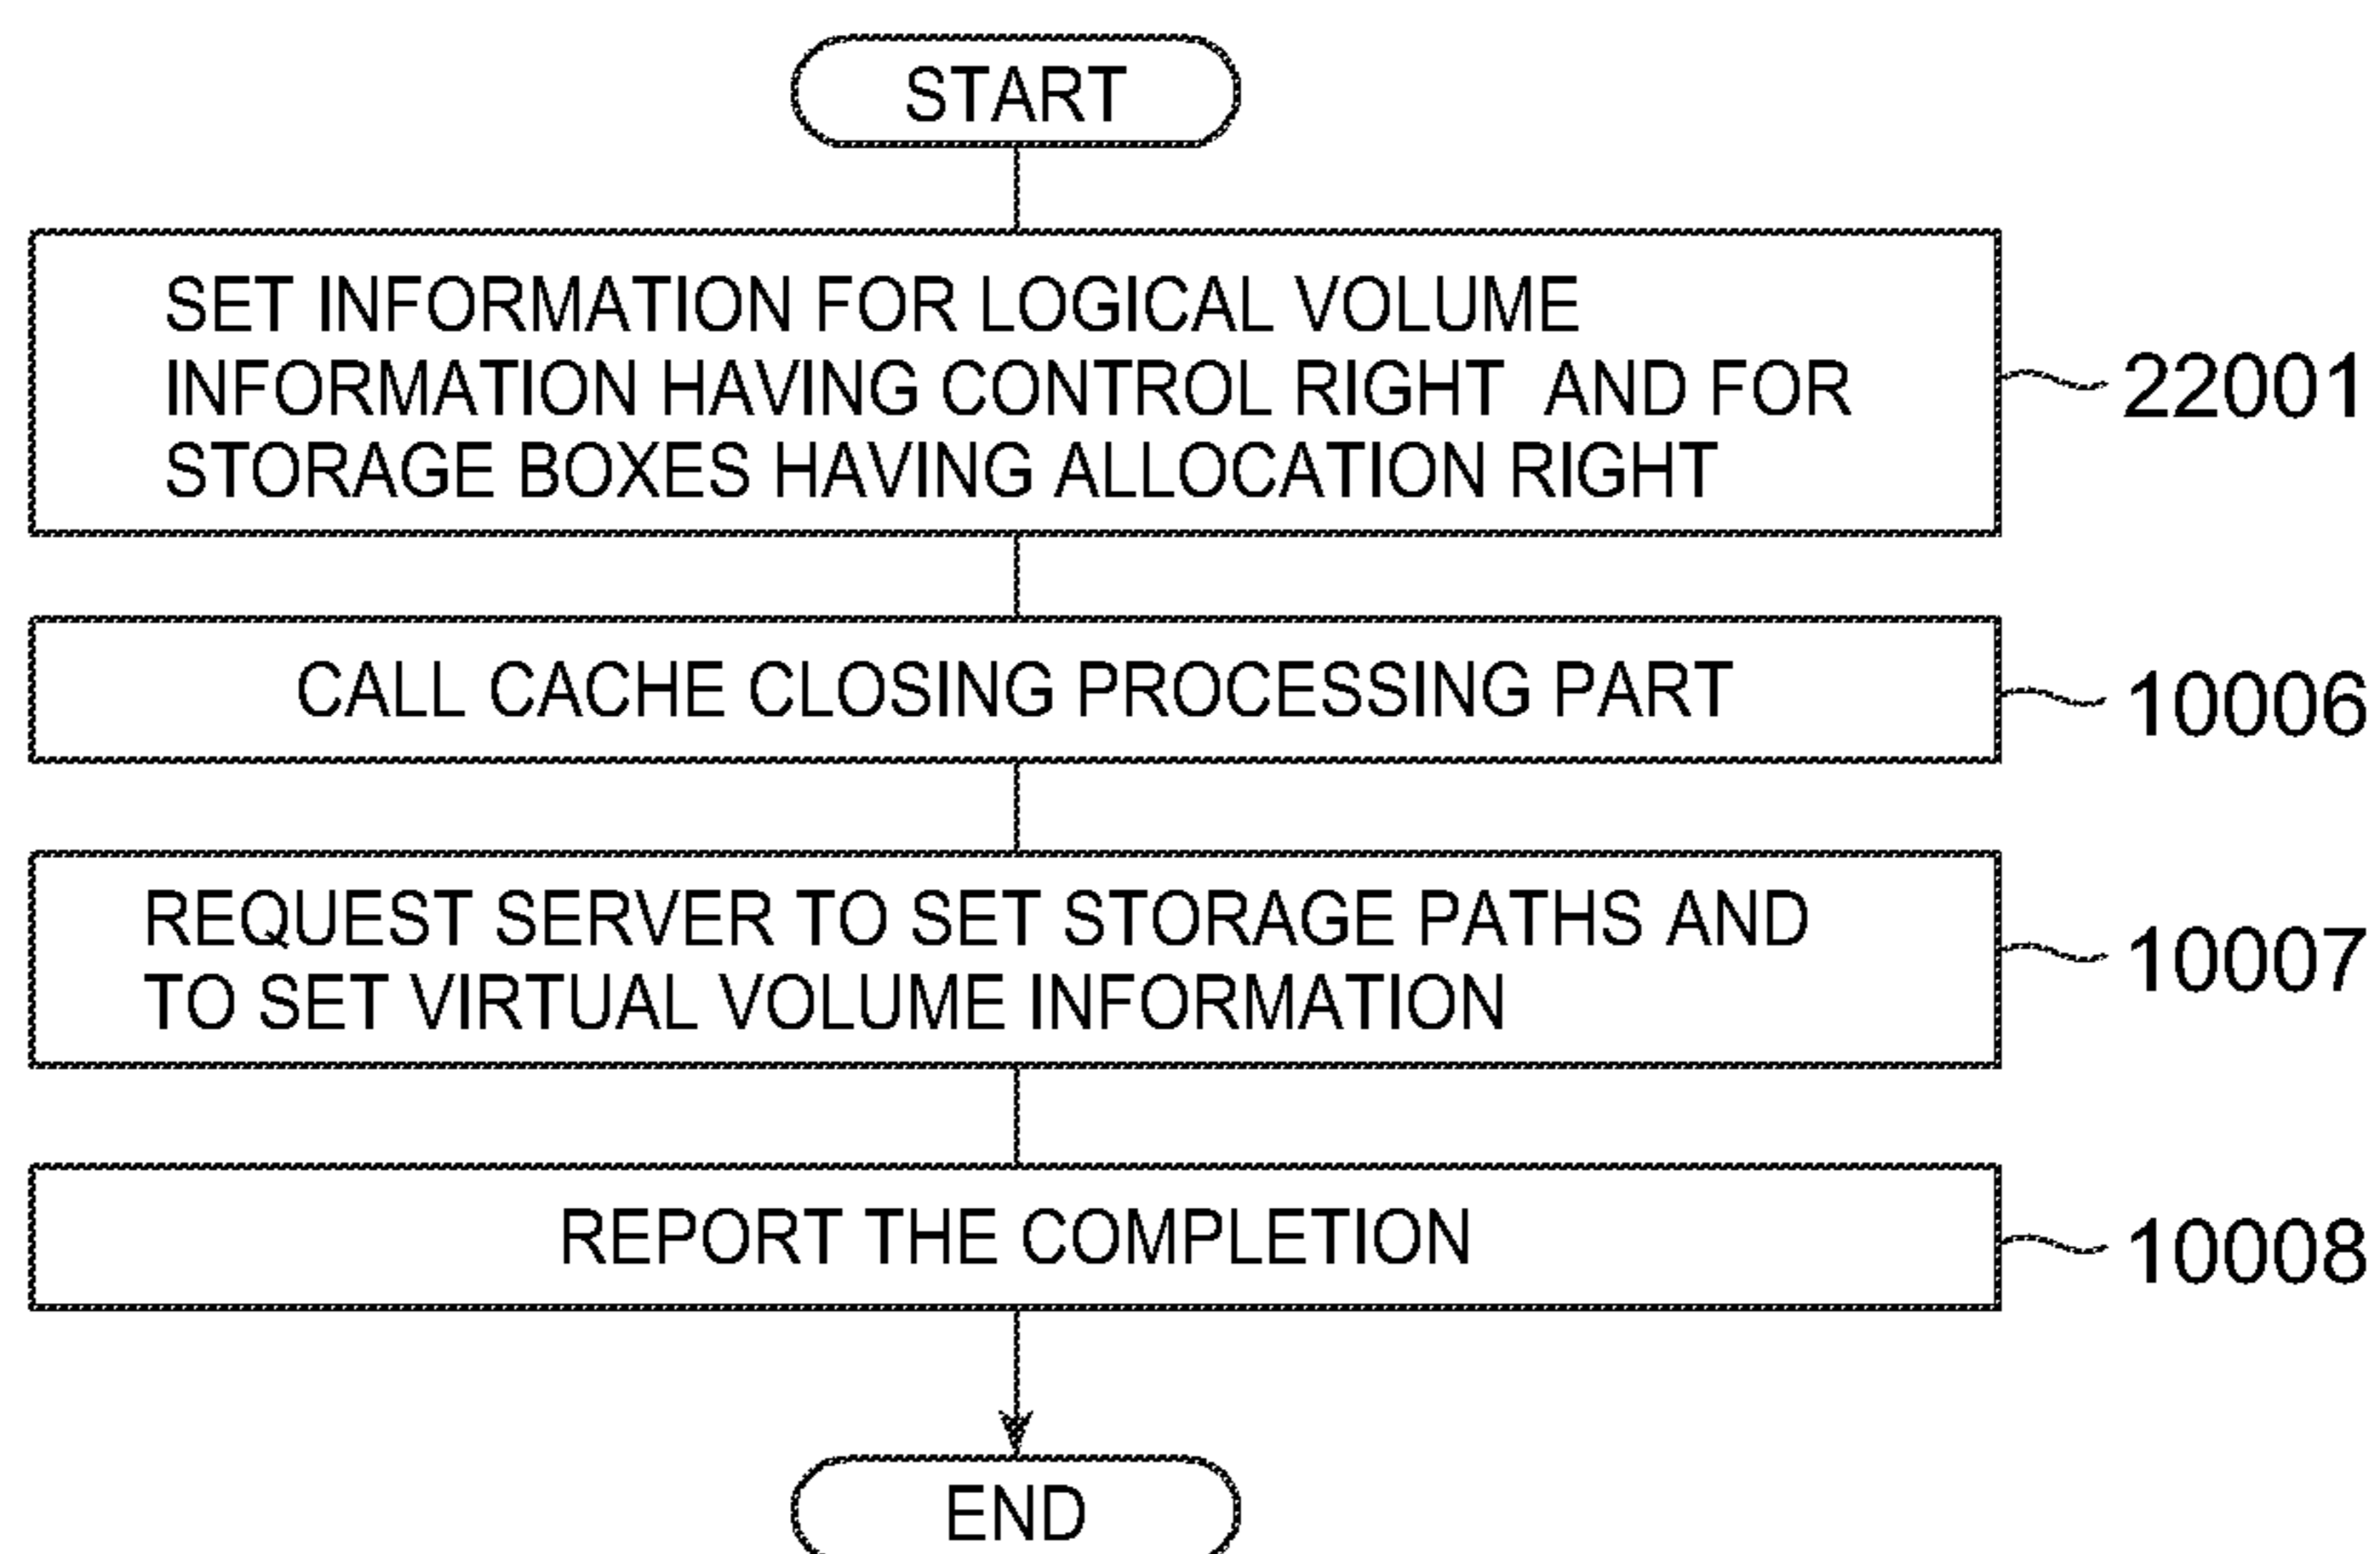 START
SET INFORMATION FOR LOGICAL VOLUME
INFORMATION HAVING CONTROL RIGHT AND FOR
STORAGE BOXES HAVING ALLOCATION RIGHT
22001
CALL CACHE CLOSING PROCESSING PART
10006
REQUEST SERVER TO SET STORAGE PATHS AND
TO SET VIRTUAL VOLUME INFORMATION
10007
REPORT THE COMPLETION
10008
END